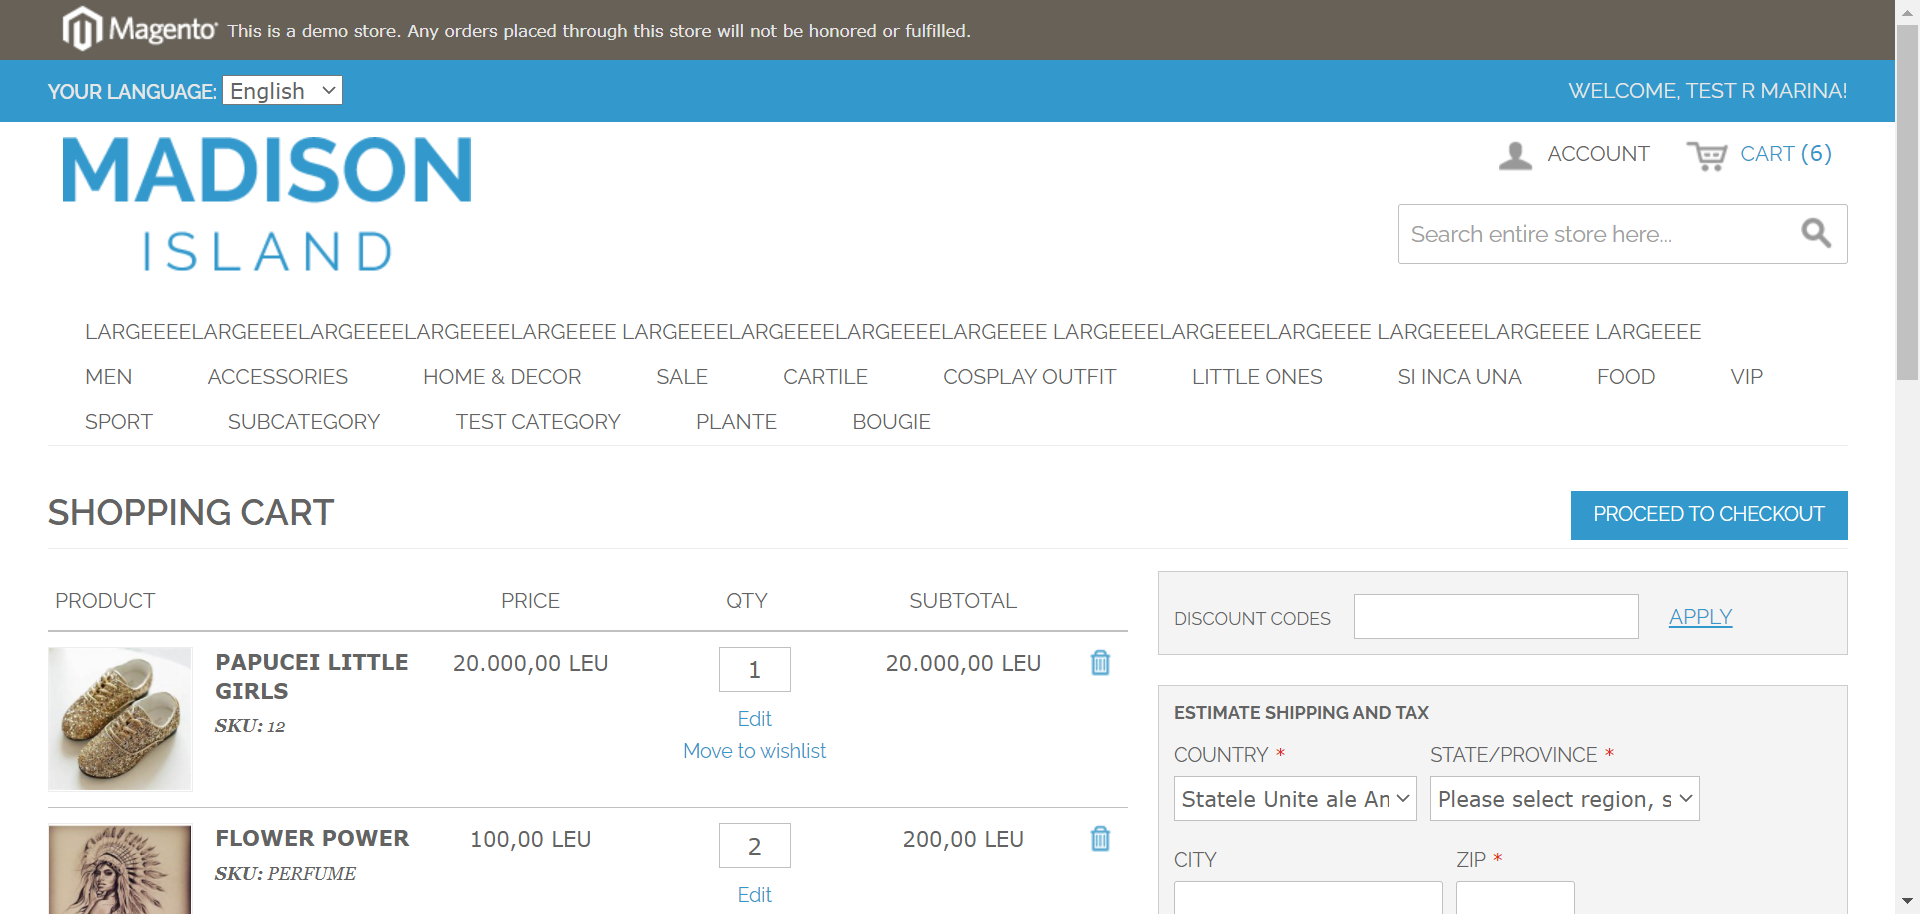 Magento This is a demo store. Any orders placed through this store will not be honored or fulfilled.
YOUR LANGUAGE: English
WELCOME, TEST R MARINA!
MADISON
ISLAND
ACCOUNT
CART (6)
Search entire store here...
LARGEEEELARGEEEELARGEEEELARGEEEELARGEEEE LARGEEEELARGEEEELARGEEEELARGEEEE LARGEEEELARGEEEELARGEEEE LARGEEEELARGEEEE LARGEEEE
MEN ACCESSORIES HOME & DECOR SALE CARTILE COSPLAY OUTFIT LITTLE ONES SI INCA UNA FOOD VIP
SPORT SUBCATEGORY TEST CATEGORY PLANTE BOUGIE
SHOPPING CART
PROCEED TO CHECKOUT
PRODUCT PRICE QTY SUBTOTAL
PAPUCEI LITTLE GIRLS
SKU: 12
20.000,00 LEU
1
Edit
Move to wishlist
20.000,00 LEU
FLOWER POWER
SKU: PERFUME
100,00 LEU
2
Edit
200,00 LEU
DISCOUNT CODES
APPLY
ESTIMATE SHIPPING AND TAX
COUNTRY * STATE/PROVINCE *
Statele Unite ale An Please select region, s
CITY ZIP *